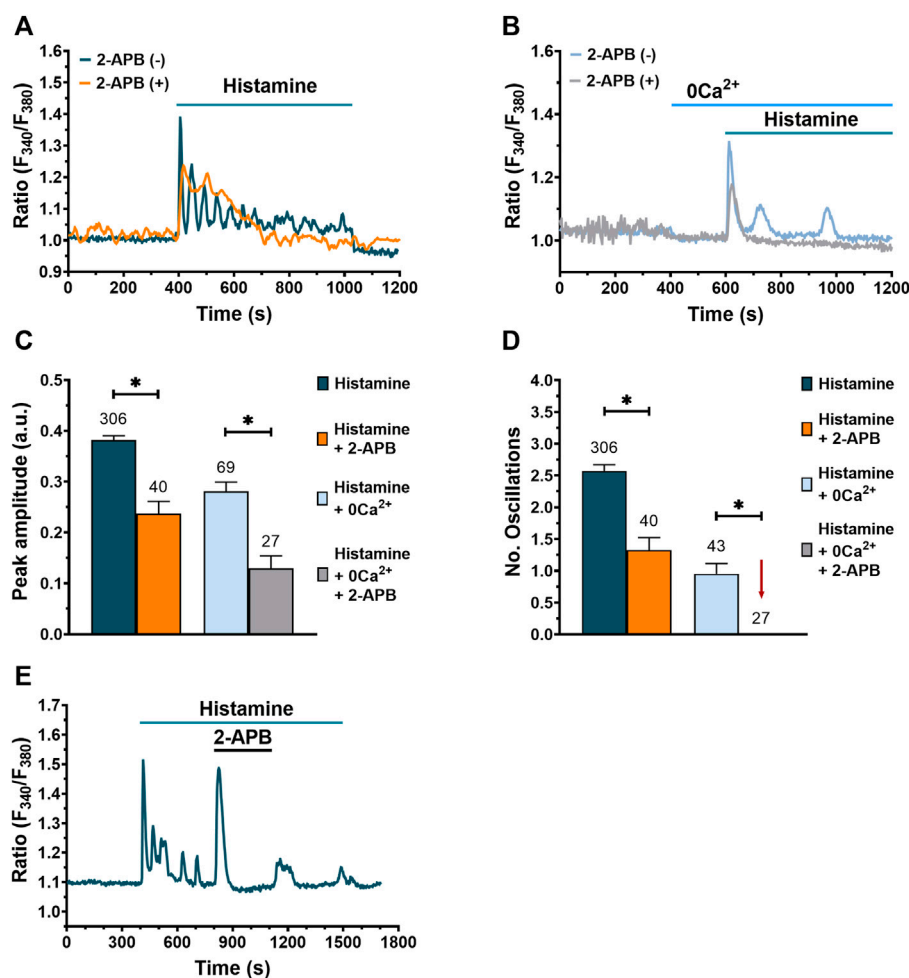 A
2-APB (-)
2-APB (+)
Histamine
Ratio (F340/F380)
1.6
1.5
1.4
1.3
1.2
1.1
1.0
0.9
0 200 400 600 800 1000 1200
Time (s)
B
2-APB (-)
2-APB (+)
0Ca²⁺
Histamine
Ratio (F340/F380)
1.6
1.4
1.2
1.0
0 200 400 600 800 1000 1200
Time (s)
C
Peak amplitude (a.u.)
0.5
0.4
0.3
0.2
0.1
0.0
306
*
40
69
*
27
Histamine
Histamine
+ 2-APB
Histamine
+ 0Ca²⁺
Histamine
+ 0Ca²⁺
+ 2-APB
D
No. Oscillations
4.0
3.5
3.0
2.5
2.0
1.5
1.0
0.5
0.0
306
*
40
43
*
27
Histamine
Histamine
+ 2-APB
Histamine
+ 0Ca²⁺
Histamine
+ 0Ca²⁺
+ 2-APB
E
Histamine
2-APB
Ratio (F340/F380)
1.7
1.6
1.5
1.4
1.3
1.2
1.1
1.0
0 300 600 900 1200 1500 1800
Time (s)